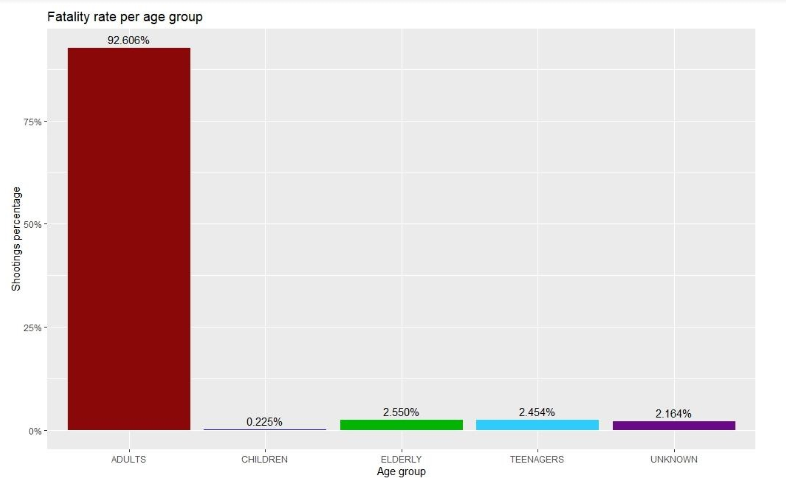 Fatality rate per age group
92.606%
75%
50%
25%
0%
Shootings percentage
0.225%
2.550%
2.454%
2.164%
ADULTS
CHILDREN
ELDERLY
TEENAGERS
UNKNOWN
Age group